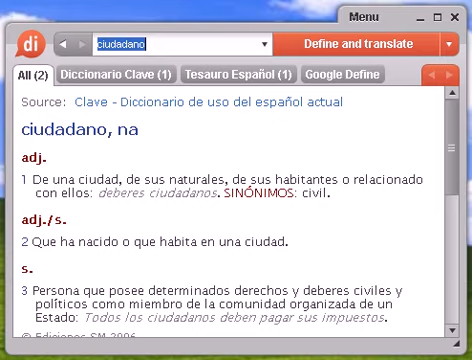 Menu
di
ciudadano
Define and translate
All (2)
Diccionario Clave (1)
Tesauro Español (1)
Google Define
Source: Clave - Diccionario de uso del español actual
ciudadano, na
adj.
1 De una ciudad, de sus naturales, de sus habitantes o relacionado
con ellos: deberes ciudadanos. SINÓNIMOS: civil.
adj./s.
2 Que ha nacido o que habita en una ciudad.
s.
3 Persona que posee determinados derechos y deberes civiles y
políticos como miembro de la comunidad organizada de un
Estado: Todos los ciudadanos deben pagar sus impuestos.
© Ediciones SM 2006